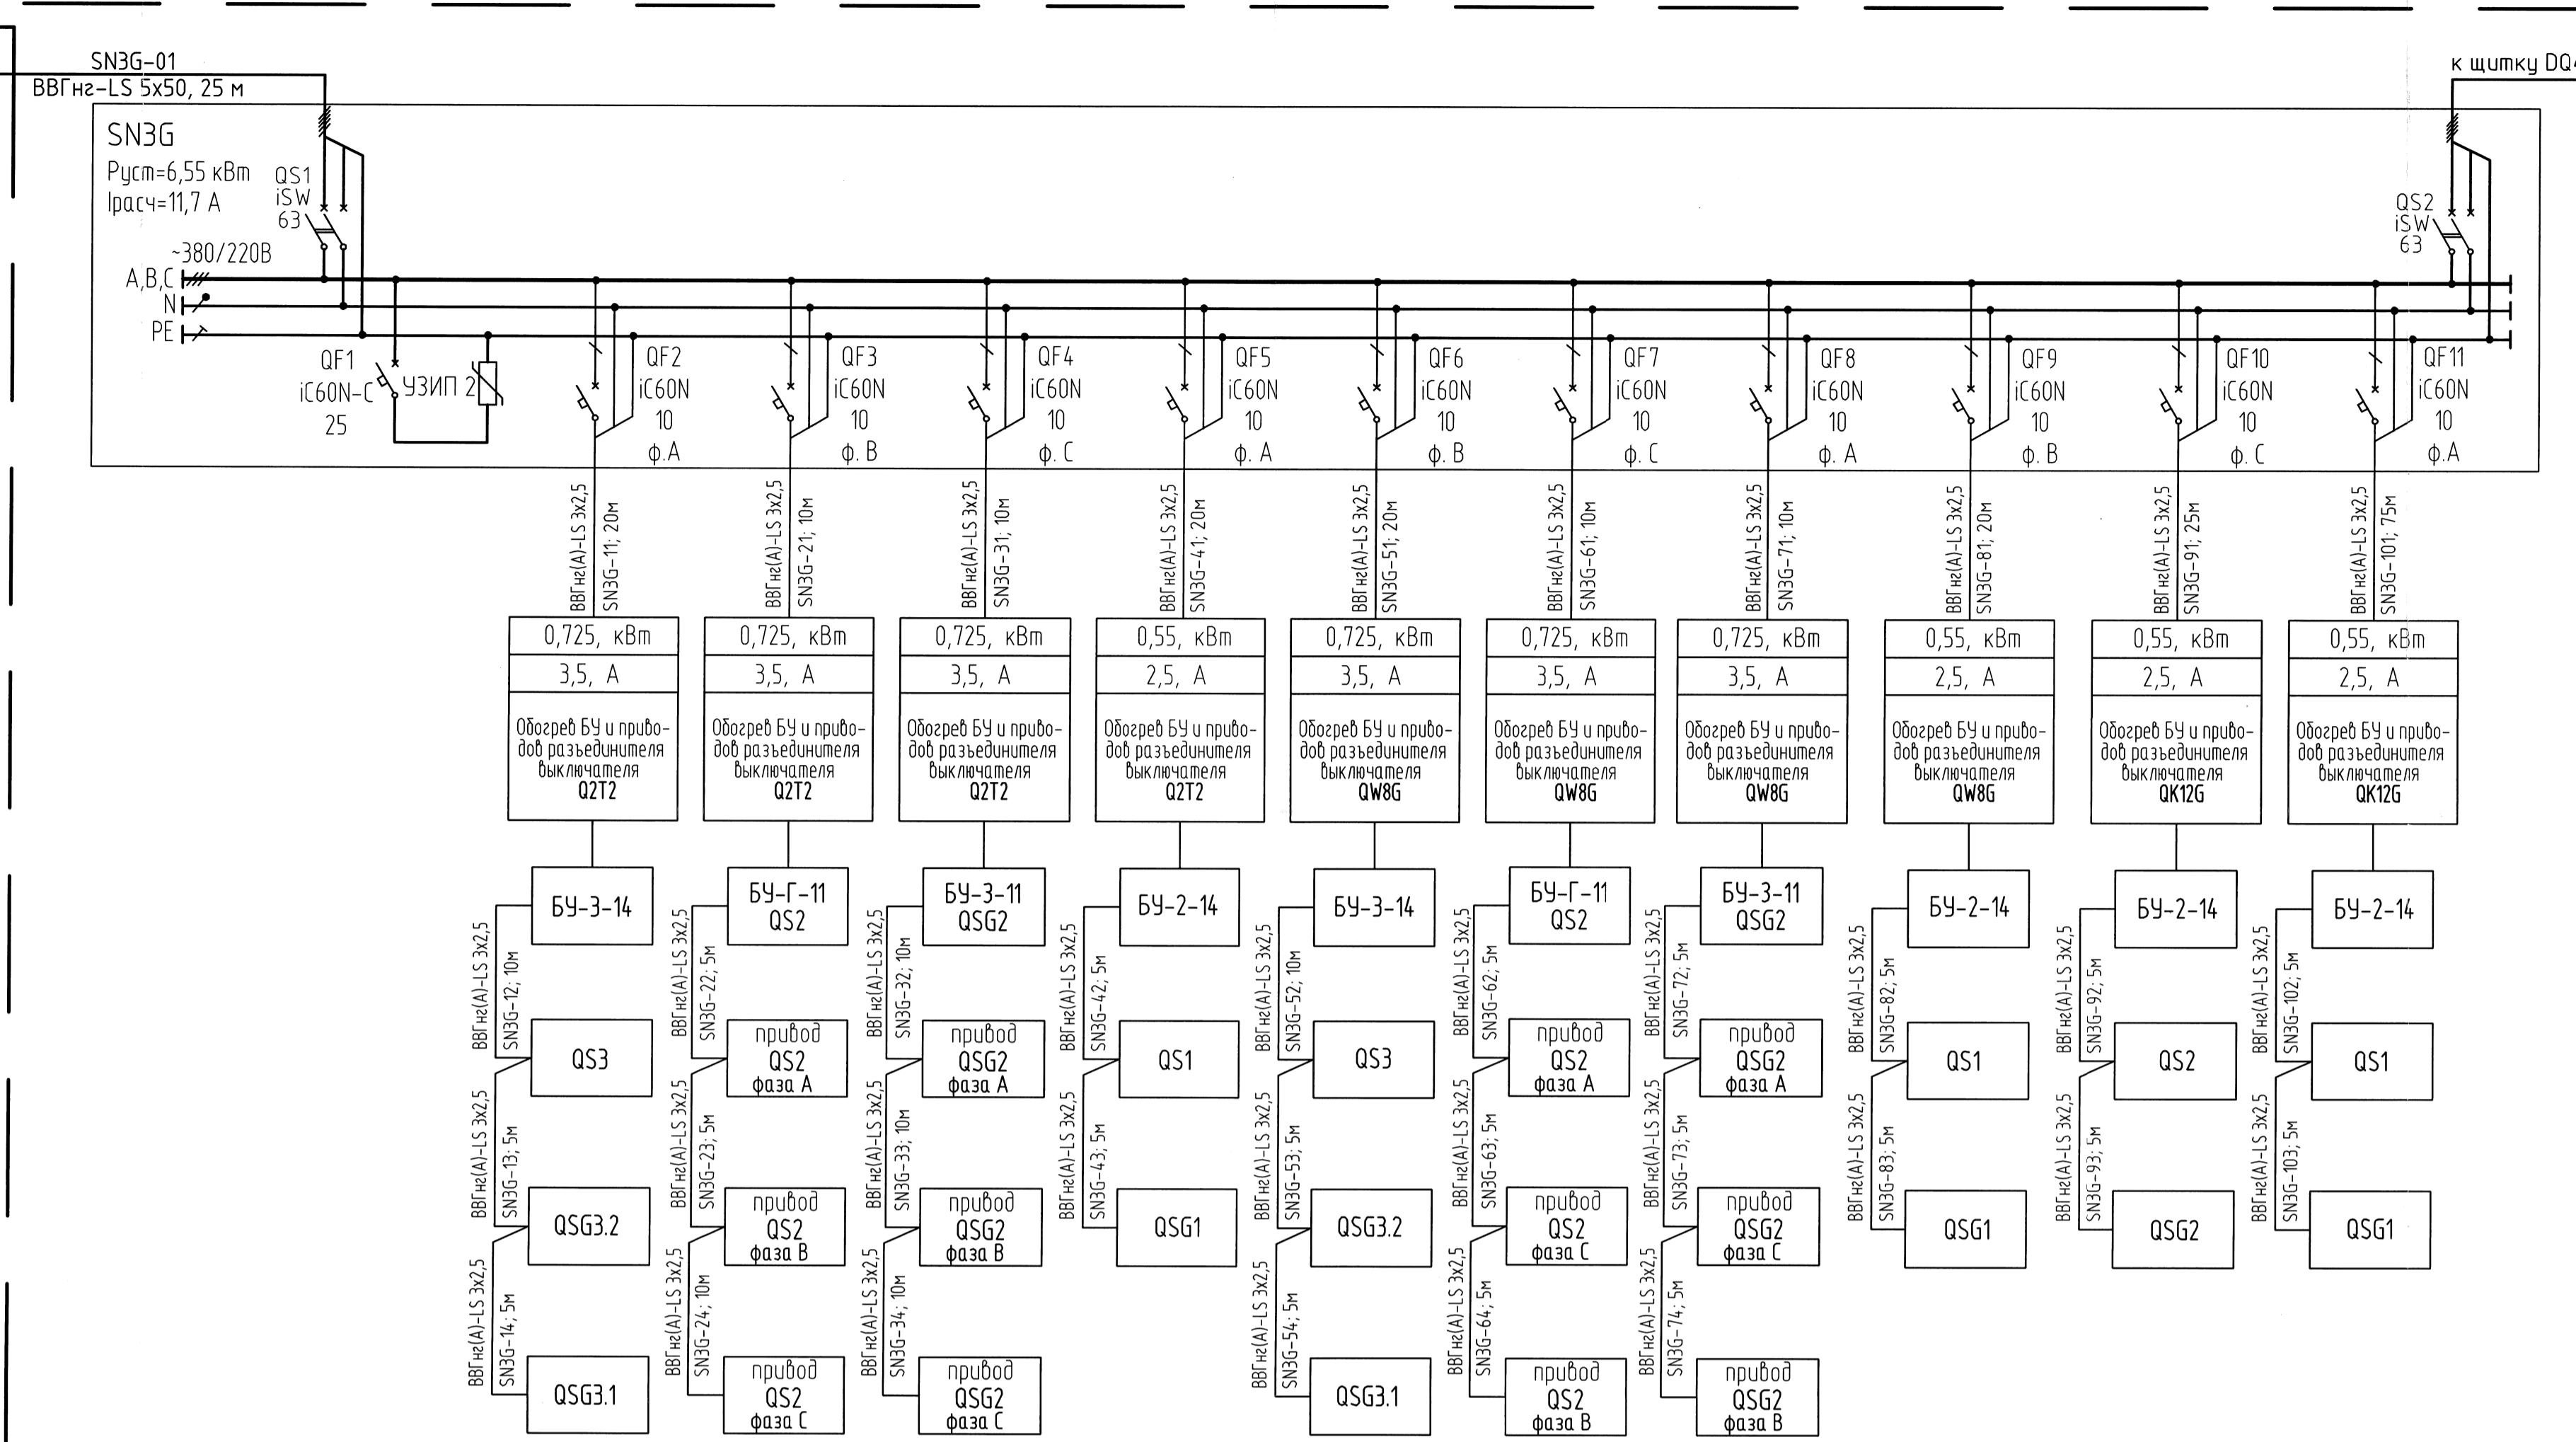 SN3G-01
ВВГнг-LS 5х50, 25 м
к щитку DQ
SN3G
Руст=6,55 кВт
Iрасч=11,7 А
QS1
iSW
63
QS2
iSW
63
~380/220В
A,B,C
N
PE
QF1
iC60N-C
25
УЗИП 2
QF2
iC60N
10
ф.А
QF3
iC60N
10
ф. В
QF4
iC60N
10
ф. С
QF5
iC60N
10
ф. А
QF6
iC60N
10
ф. В
QF7
iC60N
10
ф. С
QF8
iC60N
10
ф. А
QF9
iC60N
10
ф. В
QF10
iC60N
10
ф. С
QF11
iC60N
10
ф.А
ВВГнг(А)-LS 3х2,5
SN3G-11; 20м
ВВГнг(А)-LS 3х2,5
SN3G-21; 10м
ВВГнг(А)-LS 3х2,5
SN3G-31; 10м
ВВГнг(А)-LS 3х2,5
SN3G-41; 20м
ВВГнг(А)-LS 3х2,5
SN3G-51; 20м
ВВГнг(А)-LS 3х2,5
SN3G-61; 10м
ВВГнг(А)-LS 3х2,5
SN3G-71; 10м
ВВГнг(А)-LS 3х2,5
SN3G-81; 20м
ВВГнг(А)-LS 3х2,5
SN3G-91; 25м
ВВГнг(А)-LS 3х2,5
SN3G-101; 75м
0,725, кВт
3,5, А
Обогрев БУ и приво-
дов разъединителя
выключателя
Q2T2
0,725, кВт
3,5, А
Обогрев БУ и приво-
дов разъединителя
выключателя
Q2T2
0,725, кВт
3,5, А
Обогрев БУ и приво-
дов разъединителя
выключателя
Q2T2
0,55, кВт
2,5, А
Обогрев БУ и приво-
дов разъединителя
выключателя
Q2T2
0,725, кВт
3,5, А
Обогрев БУ и приво-
дов разъединителя
выключателя
QW8G
0,725, кВт
3,5, А
Обогрев БУ и приво-
дов разъединителя
выключателя
QW8G
0,725, кВт
3,5, А
Обогрев БУ и приво-
дов разъединителя
выключателя
QW8G
0,55, кВт
2,5, А
Обогрев БУ и приво-
дов разъединителя
выключателя
QW8G
0,55, кВт
2,5, А
Обогрев БУ и приво-
дов разъединителя
выключателя
QK12G
0,55, кВт
2,5, А
Обогрев БУ и приво-
дов разъединителя
выключателя
QK12G
БУ-3-14
ВВГнг(А)-LS 3х2,5
SN3G-12; 10м
QS3
ВВГнг(А)-LS 3х2,5
SN3G-13; 5м
QSG3.2
ВВГнг(А)-LS 3х2,5
SN3G-14; 5м
QSG3.1
БУ-Г-11
QS2
ВВГнг(А)-LS 3х2,5
SN3G-22; 5м
привод
QS2
фаза А
ВВГнг(А)-LS 3х2,5
SN3G-23; 5м
привод
QS2
фаза В
ВВГнг(А)-LS 3х2,5
SN3G-24; 10м
привод
QS2
фаза С
БУ-3-11
QSG2
ВВГнг(А)-LS 3х2,5
SN3G-32; 10м
привод
QSG2
фаза А
ВВГнг(А)-LS 3х2,5
SN3G-33; 10м
привод
QSG2
фаза В
ВВГнг(А)-LS 3х2,5
SN3G-34; 10м
привод
QSG2
фаза С
БУ-2-14
ВВГнг(А)-LS 3х2,5
SN3G-42; 5м
QS1
ВВГнг(А)-LS 3х2,5
SN3G-43; 5м
QSG1
БУ-3-14
ВВГнг(А)-LS 3х2,5
SN3G-52; 10м
QS3
ВВГнг(А)-LS 3х2,5
SN3G-53; 5м
QSG3.2
ВВГнг(А)-LS 3х2,5
SN3G-54; 5м
QSG3.1
БУ-Г-11
QS2
ВВГнг(А)-LS 3х2,5
SN3G-62; 5м
привод
QS2
фаза А
ВВГнг(А)-LS 3х2,5
SN3G-63; 5м
привод
QS2
фаза С
ВВГнг(А)-LS 3х2,5
SN3G-64; 5м
привод
QS2
фаза В
БУ-3-11
QSG2
ВВГнг(А)-LS 3х2,5
SN3G-72; 5м
привод
QSG2
фаза А
ВВГнг(А)-LS 3х2,5
SN3G-73; 5м
привод
QSG2
фаза С
ВВГнг(А)-LS 3х2,5
SN3G-74; 5м
привод
QSG2
фаза В
БУ-2-14
ВВГнг(А)-LS 3х2,5
SN3G-82; 5м
QS1
ВВГнг(А)-LS 3х2,5
SN3G-83; 5м
QSG1
БУ-2-14
ВВГнг(А)-LS 3х2,5
SN3G-92; 5м
QS2
ВВГнг(А)-LS 3х2,5
SN3G-93; 5м
QSG2
БУ-2-14
ВВГнг(А)-LS 3х2,5
SN3G-102; 5м
QS1
ВВГнг(А)-LS 3х2,5
SN3G-103; 5м
QSG1